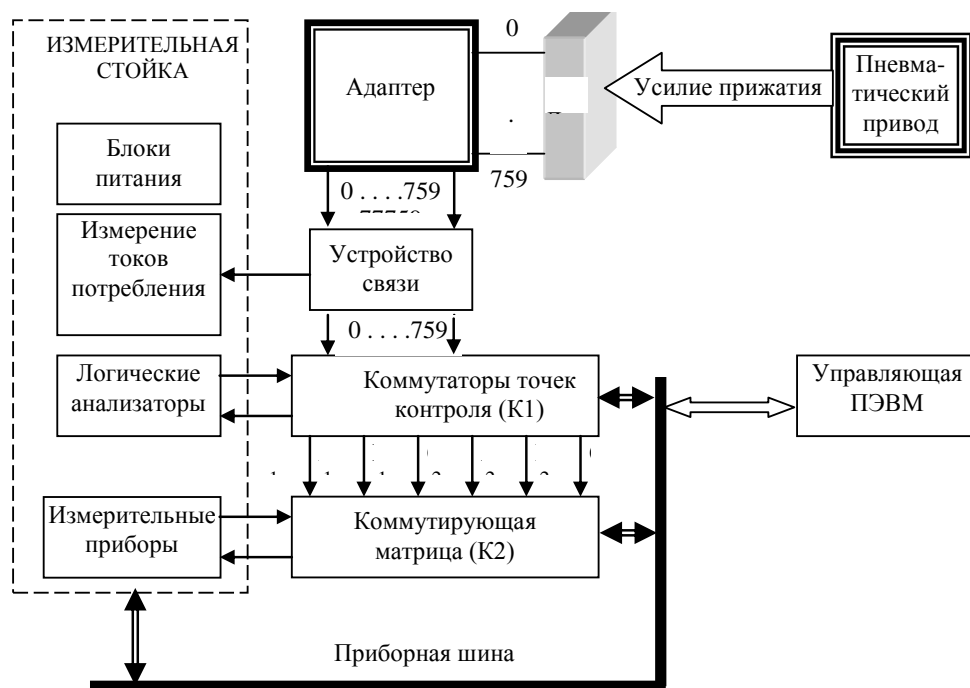 ИЗМЕРИТЕЛЬНАЯ
СТОЙКА
Блоки
питания
Измерение
токов
потребления
Логические
анализаторы
Измерительные
приборы
Адаптер
0
.
759
Усилие прижатия
Пневма-
тический
привод
0 . . . .759
Устройство
связи
0 . . . .759
Коммутаторы точек
контроля (К1)
Управляющая
ПЭВМ
Коммутирующая
матрица (К2)
Приборная шина